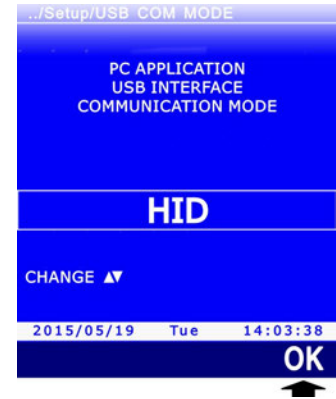 ../Setup/USB COM MODE
PC APPLICATION
USB INTERFACE
COMMUNICATION MODE
HID
CHANGE ▲▼
2015/05/19 Tue 14:03:38
OK